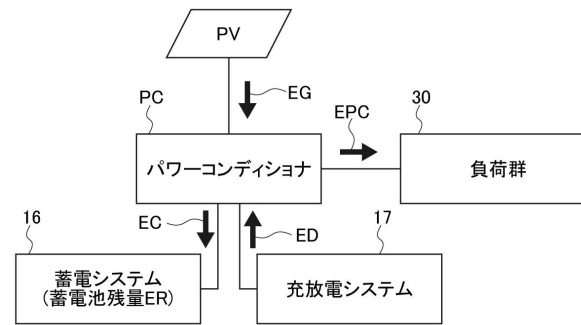 PV
EG
PC
EPC
30
パワーコンディショナ
負荷群
16
EC
ED
17
蓄電システム
(蓄電池残量ER)
充放電システム